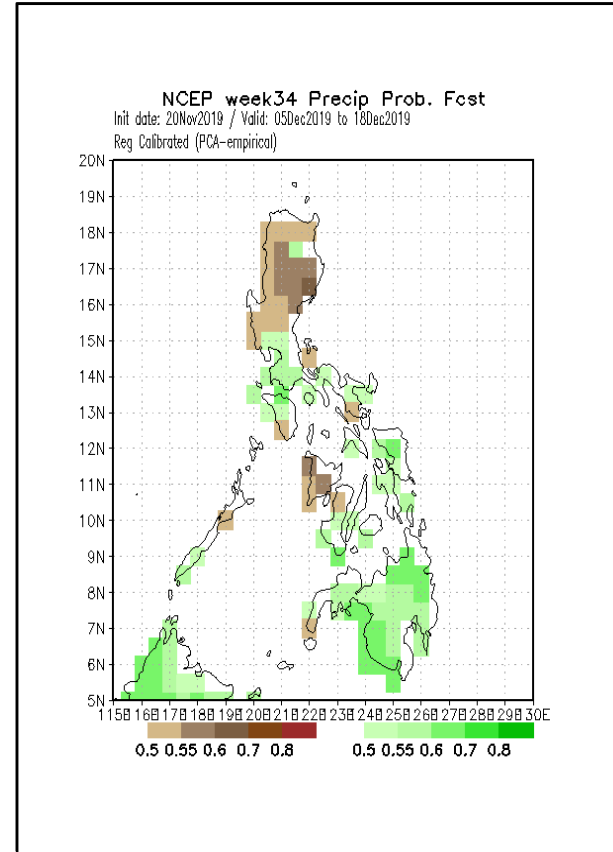 NCEP week34 Precip Prob. Fcst
Init date: 20Nov2019 / Valid: 05Dec2019 to 18Dec2019
Reg Calibrated (PCA-empirical)
20N
19N
18N
17N
16N
15N
14N
13N
12N
11N
10N
9N
8N
7N
6N
5N
115E 116E 117E 118E 119E 120E 121E 122E 123E 124E 125E 126E 127E 128E 129E 130E
0.5 0.55 0.6 0.7 0.8 0.5 0.55 0.6 0.7 0.8